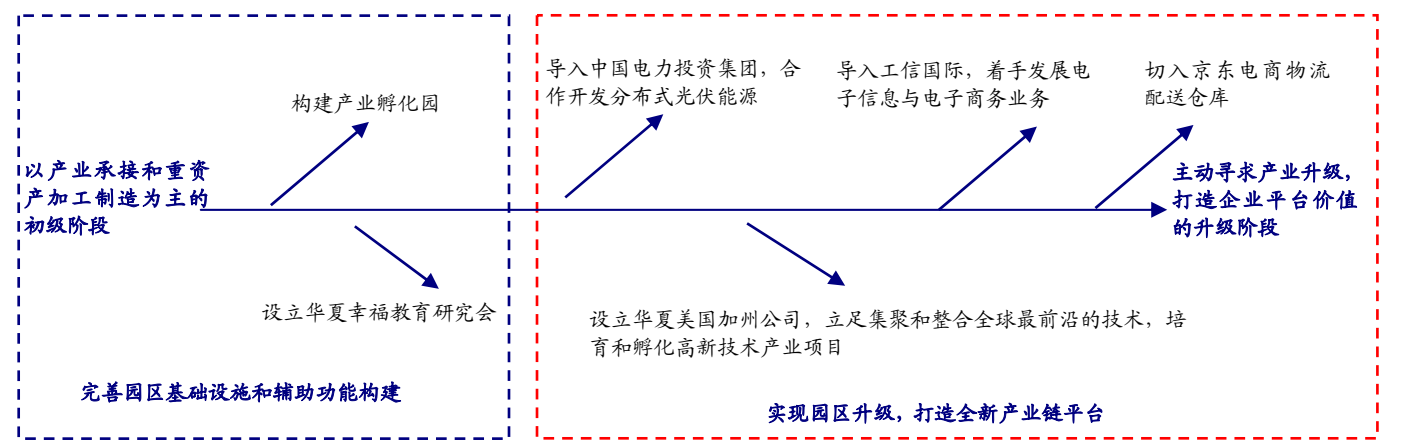 构建产业孵化园
以产业承接和重资
产加工制造为主的
初级阶段
设立华夏幸福教育研究会
完善园区基础设施和辅助功能构建
导入中国电力投资集团，合
作开发分布式光伏能源
导入工信国际，着手发展电
子信息与电子商务业务
切入京东电商物流
配送仓库
主动寻求产业升级，
打造企业平台价值
的升级阶段
设立华夏美国加州公司，立足集聚和整合全球最前沿的技术，培
育和孵化高新技术产业项目
实现园区升级，打造全新产业链平台